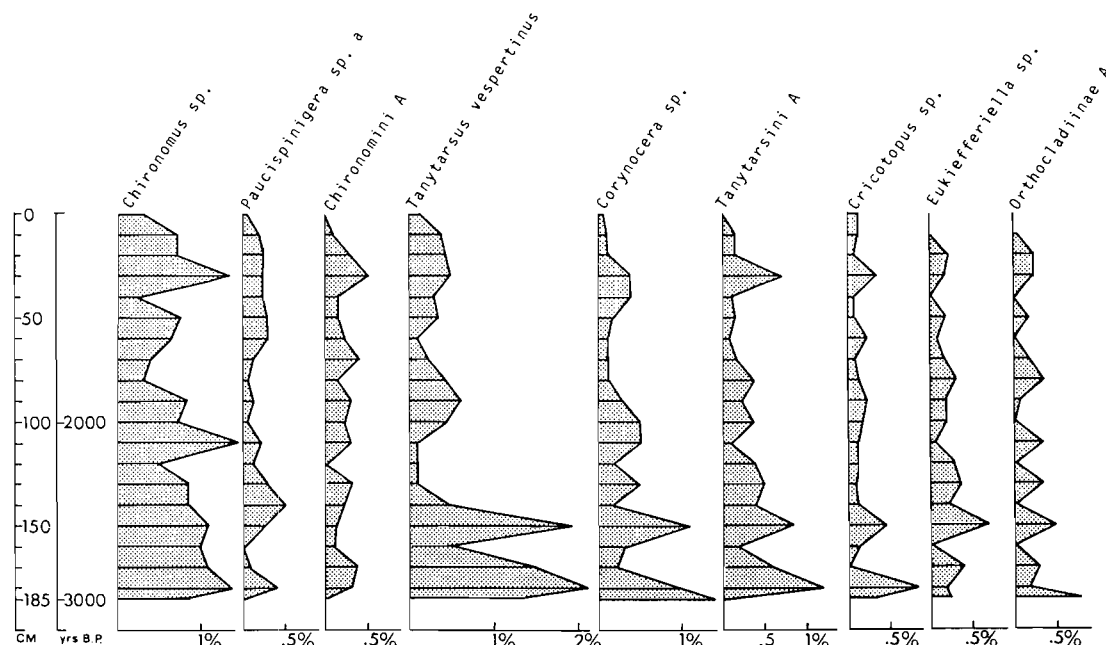 Chironomus sp.
Paucispinigera sp. a
Chironomini A
Tanytarsus vespertinus
Corynocera sp.
Tanytarsini A
Cricotopus sp.
Eukiefferiella sp.
Orthocladiinae A
0
50
100 2000
150
185 3000
CM yrs B.P. 1% .5% .5% 1% 2% 1% .5 1% .5% .5% .5%